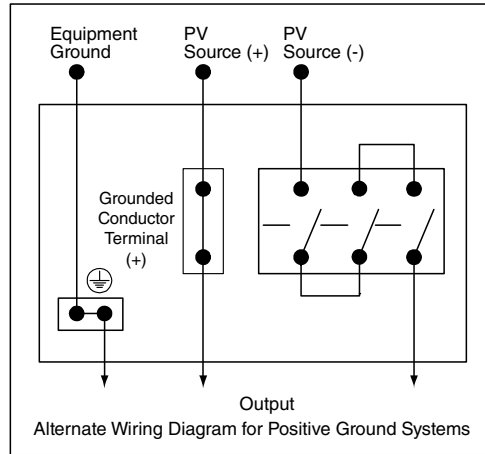 Equipment
Ground
PV
Source (+)
PV
Source (-)
Grounded
Conductor
Terminal
(+)
Output
Alternate Wiring Diagram for Positive Ground Systems